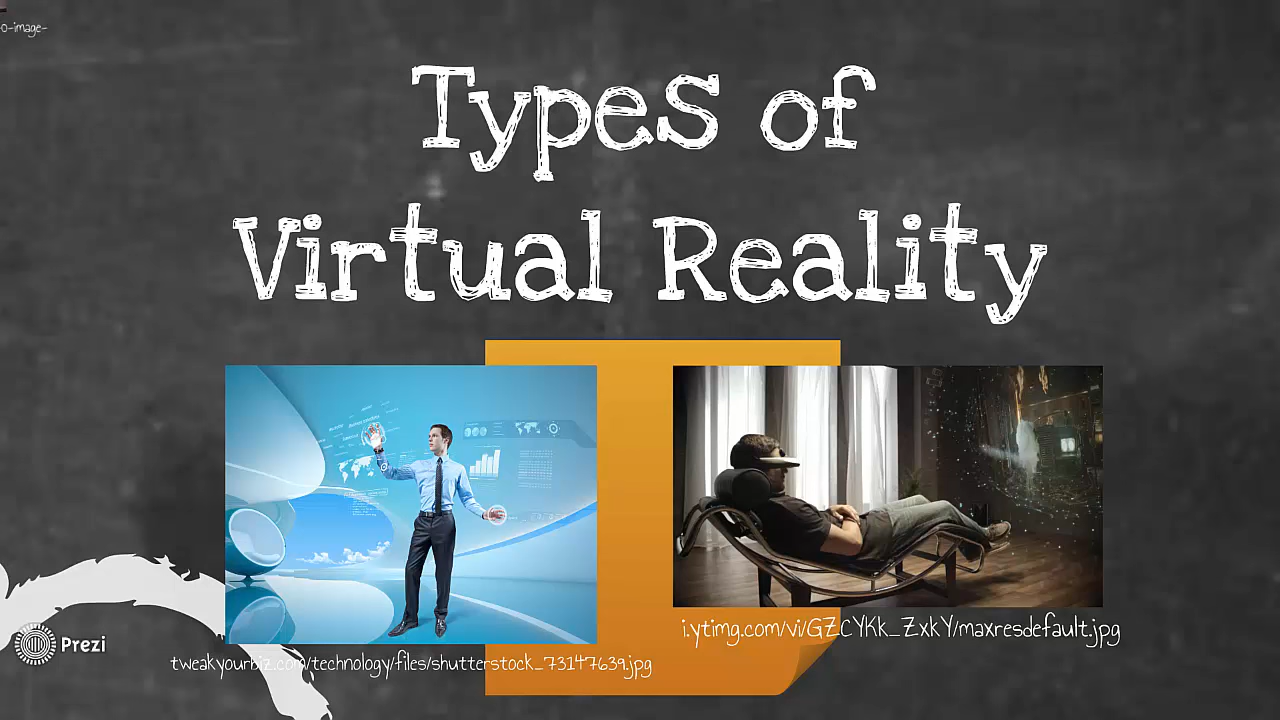 o-image-
Types of
Virtual Reality
i.ytimg.com/vi/GZCYKk_ZxkY/maxresdefault.jpg
Prezi
tweakyourbiz.com/technology/files/shutterstock_73147639.jpg